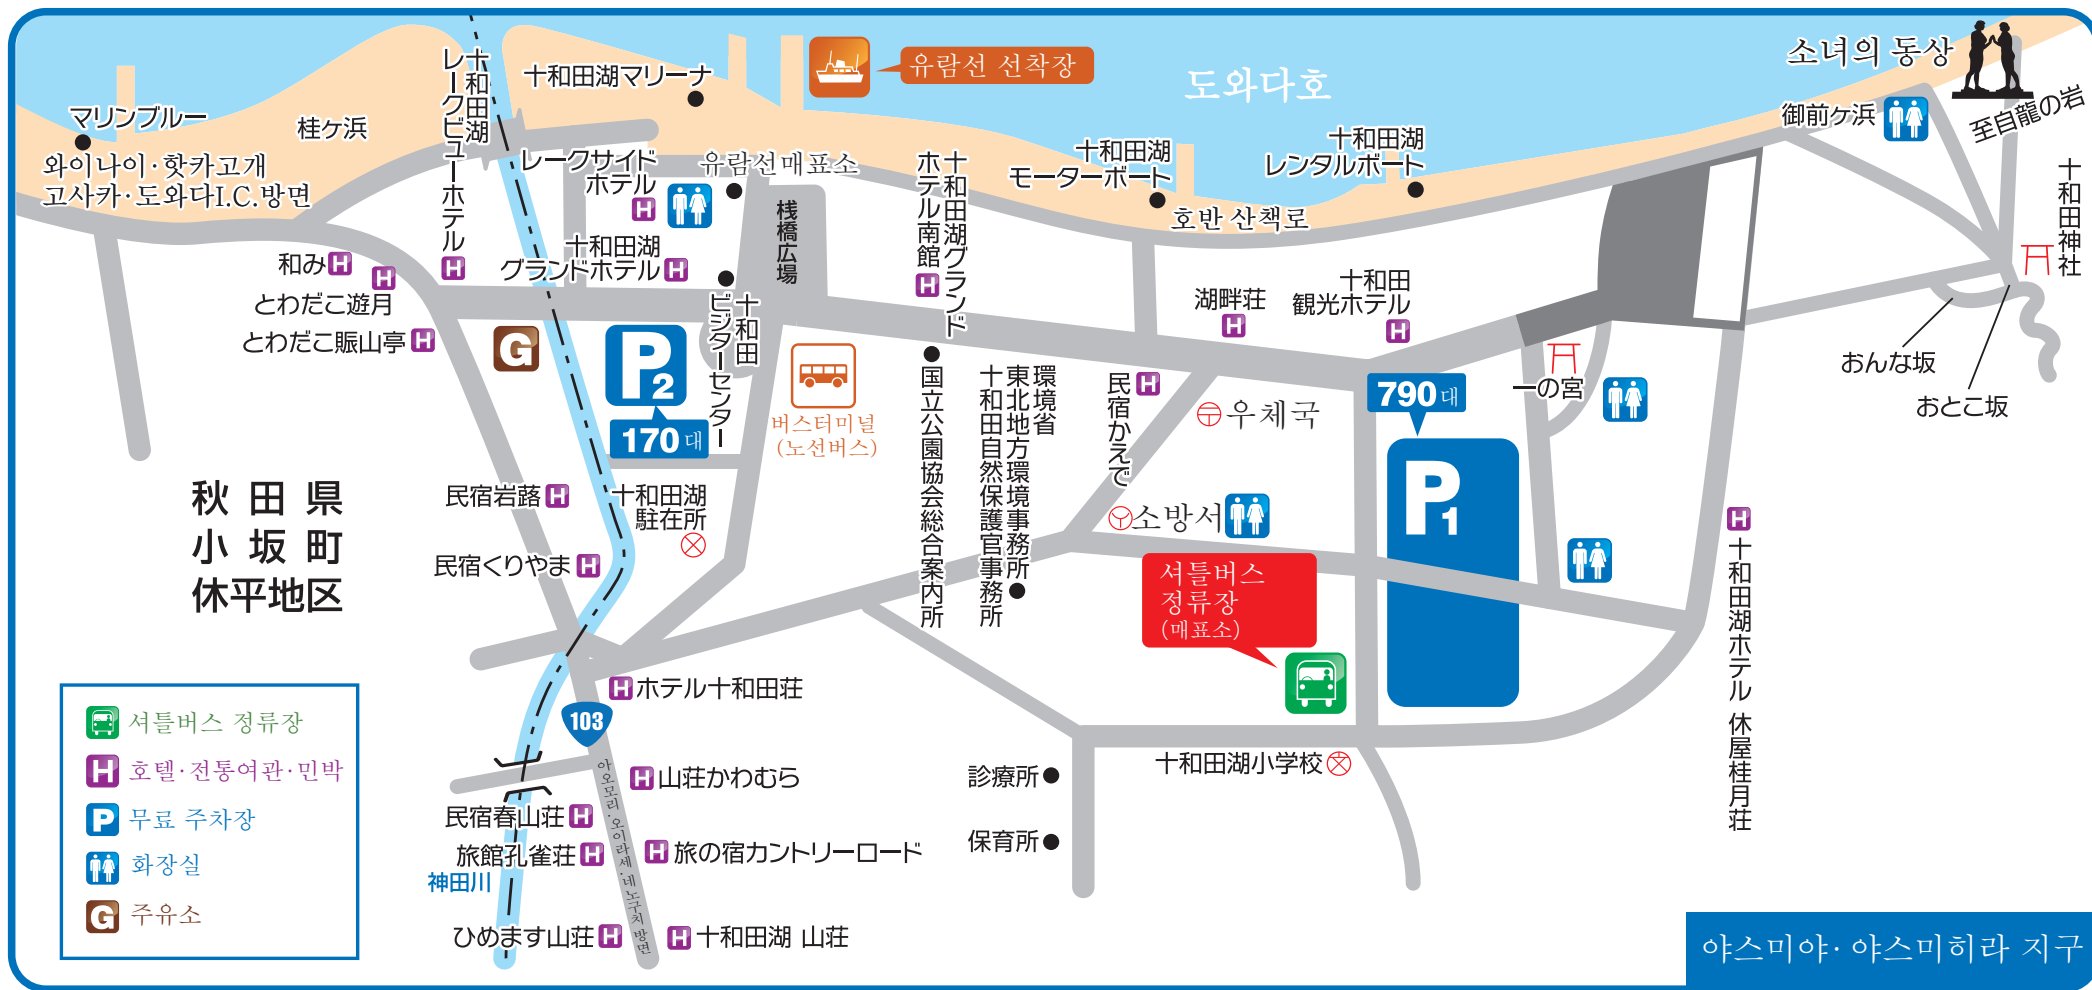 소녀의 동상
유람선 선착장
도와다호
十和田湖
レークビューホテル
十和田湖マリーナ
マリンブルー
桂ヶ浜
와이나이·핫카고개
고사카·도와다I.C.방면
御前ケ浜
至自龍の岩
レークサイド
ホテル
유람선매표소
桟橋広場
十和田湖グランド
ホテル南館
十和田湖
モーターボート
十和田湖
レンタルボート
호반 산책로
十和田神社
和み
とわだこ遊月
とわだこ賑山亭
十和田湖
グランドホテル
十和田
ビジターセンター
湖畔荘
十和田
観光ホテル
おんな坂
おとこ坂
一の宮
G
P2
170 대
버스터미널
(노선버스)
国立公園協会総合案内所
環境省
東北地方環境事務所
十和田自然保護官事務所
民宿かえで
우체국
790 대
P1
소방서
셔틀버스
정류장
(매표소)
秋田県
小坂町
休平地区
民宿岩蕗
民宿くりやま
十和田湖
駐在所
ホテル十和田荘
103
山荘かわむら
民宿春山荘
旅館孔雀荘
神田川
旅の宿カントリーロード
ひめます山荘
十和田湖 山荘
아오모리·오이라세·네노구치 방면
診療所
保育所
十和田湖小学校
十和田湖ホテル 休屋桂月荘
셔틀버스 정류장
H 호텔·전통여관·민박
P 무료 주차장
화장실
G 주유소
야스미야·야스미히라 지구